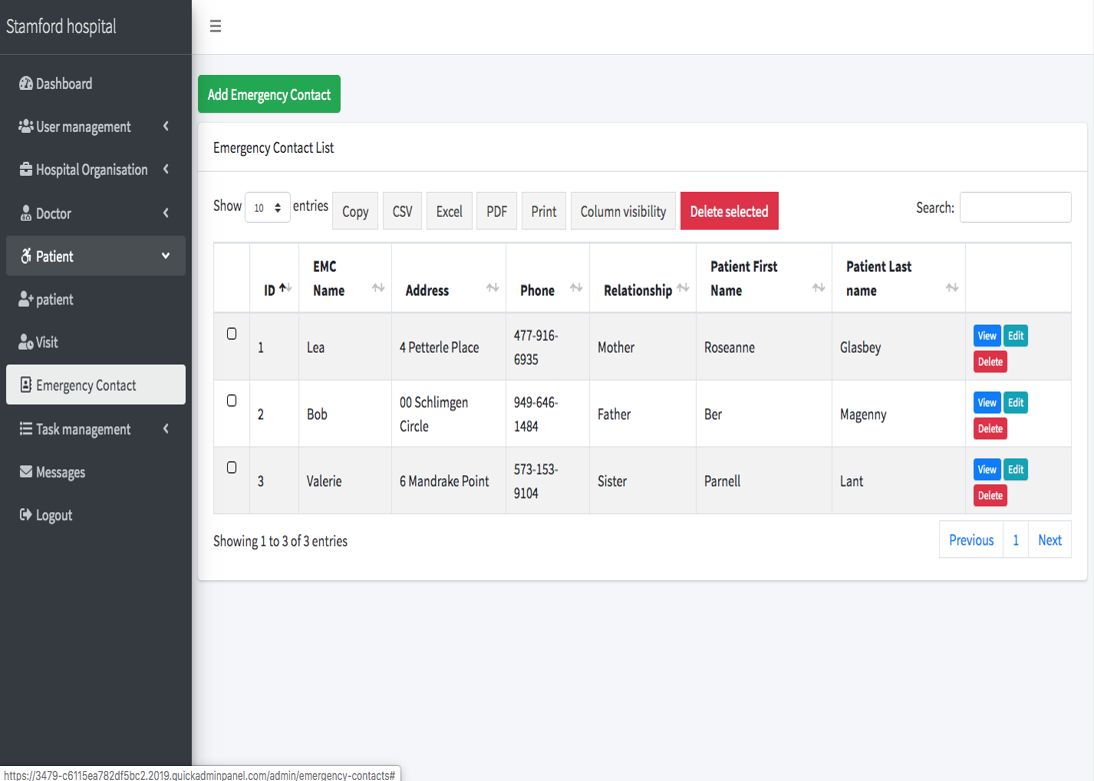 Stamford hospital
Dashboard
User management
Hospital Organisation
Doctor
Patient
patient
Visit
Emergency Contact
Task management
Messages
Logout
Add Emergency Contact
Emergency Contact List
Show 10 entries Copy CSV Excel PDF Print Column visibility Delete selected Search:
ID EMC Name Address Phone Relationship Patient First Name Patient Last name
1 Lea 4 Petterle Place 477-916-6935 Mother Roseanne Glasbey View Edit Delete
2 Bob 00 Schlimgen Circle 949-646-1484 Father Ber Magenny View Edit Delete
3 Valerie 6 Mandrake Point 573-153-9104 Sister Parnell Lant View Edit Delete
Showing 1 to 3 of 3 entries Previous 1 Next
https://3479-c6115ea782df5bc2.2019.quickadminpanel.com/admin/emergency-contacts#